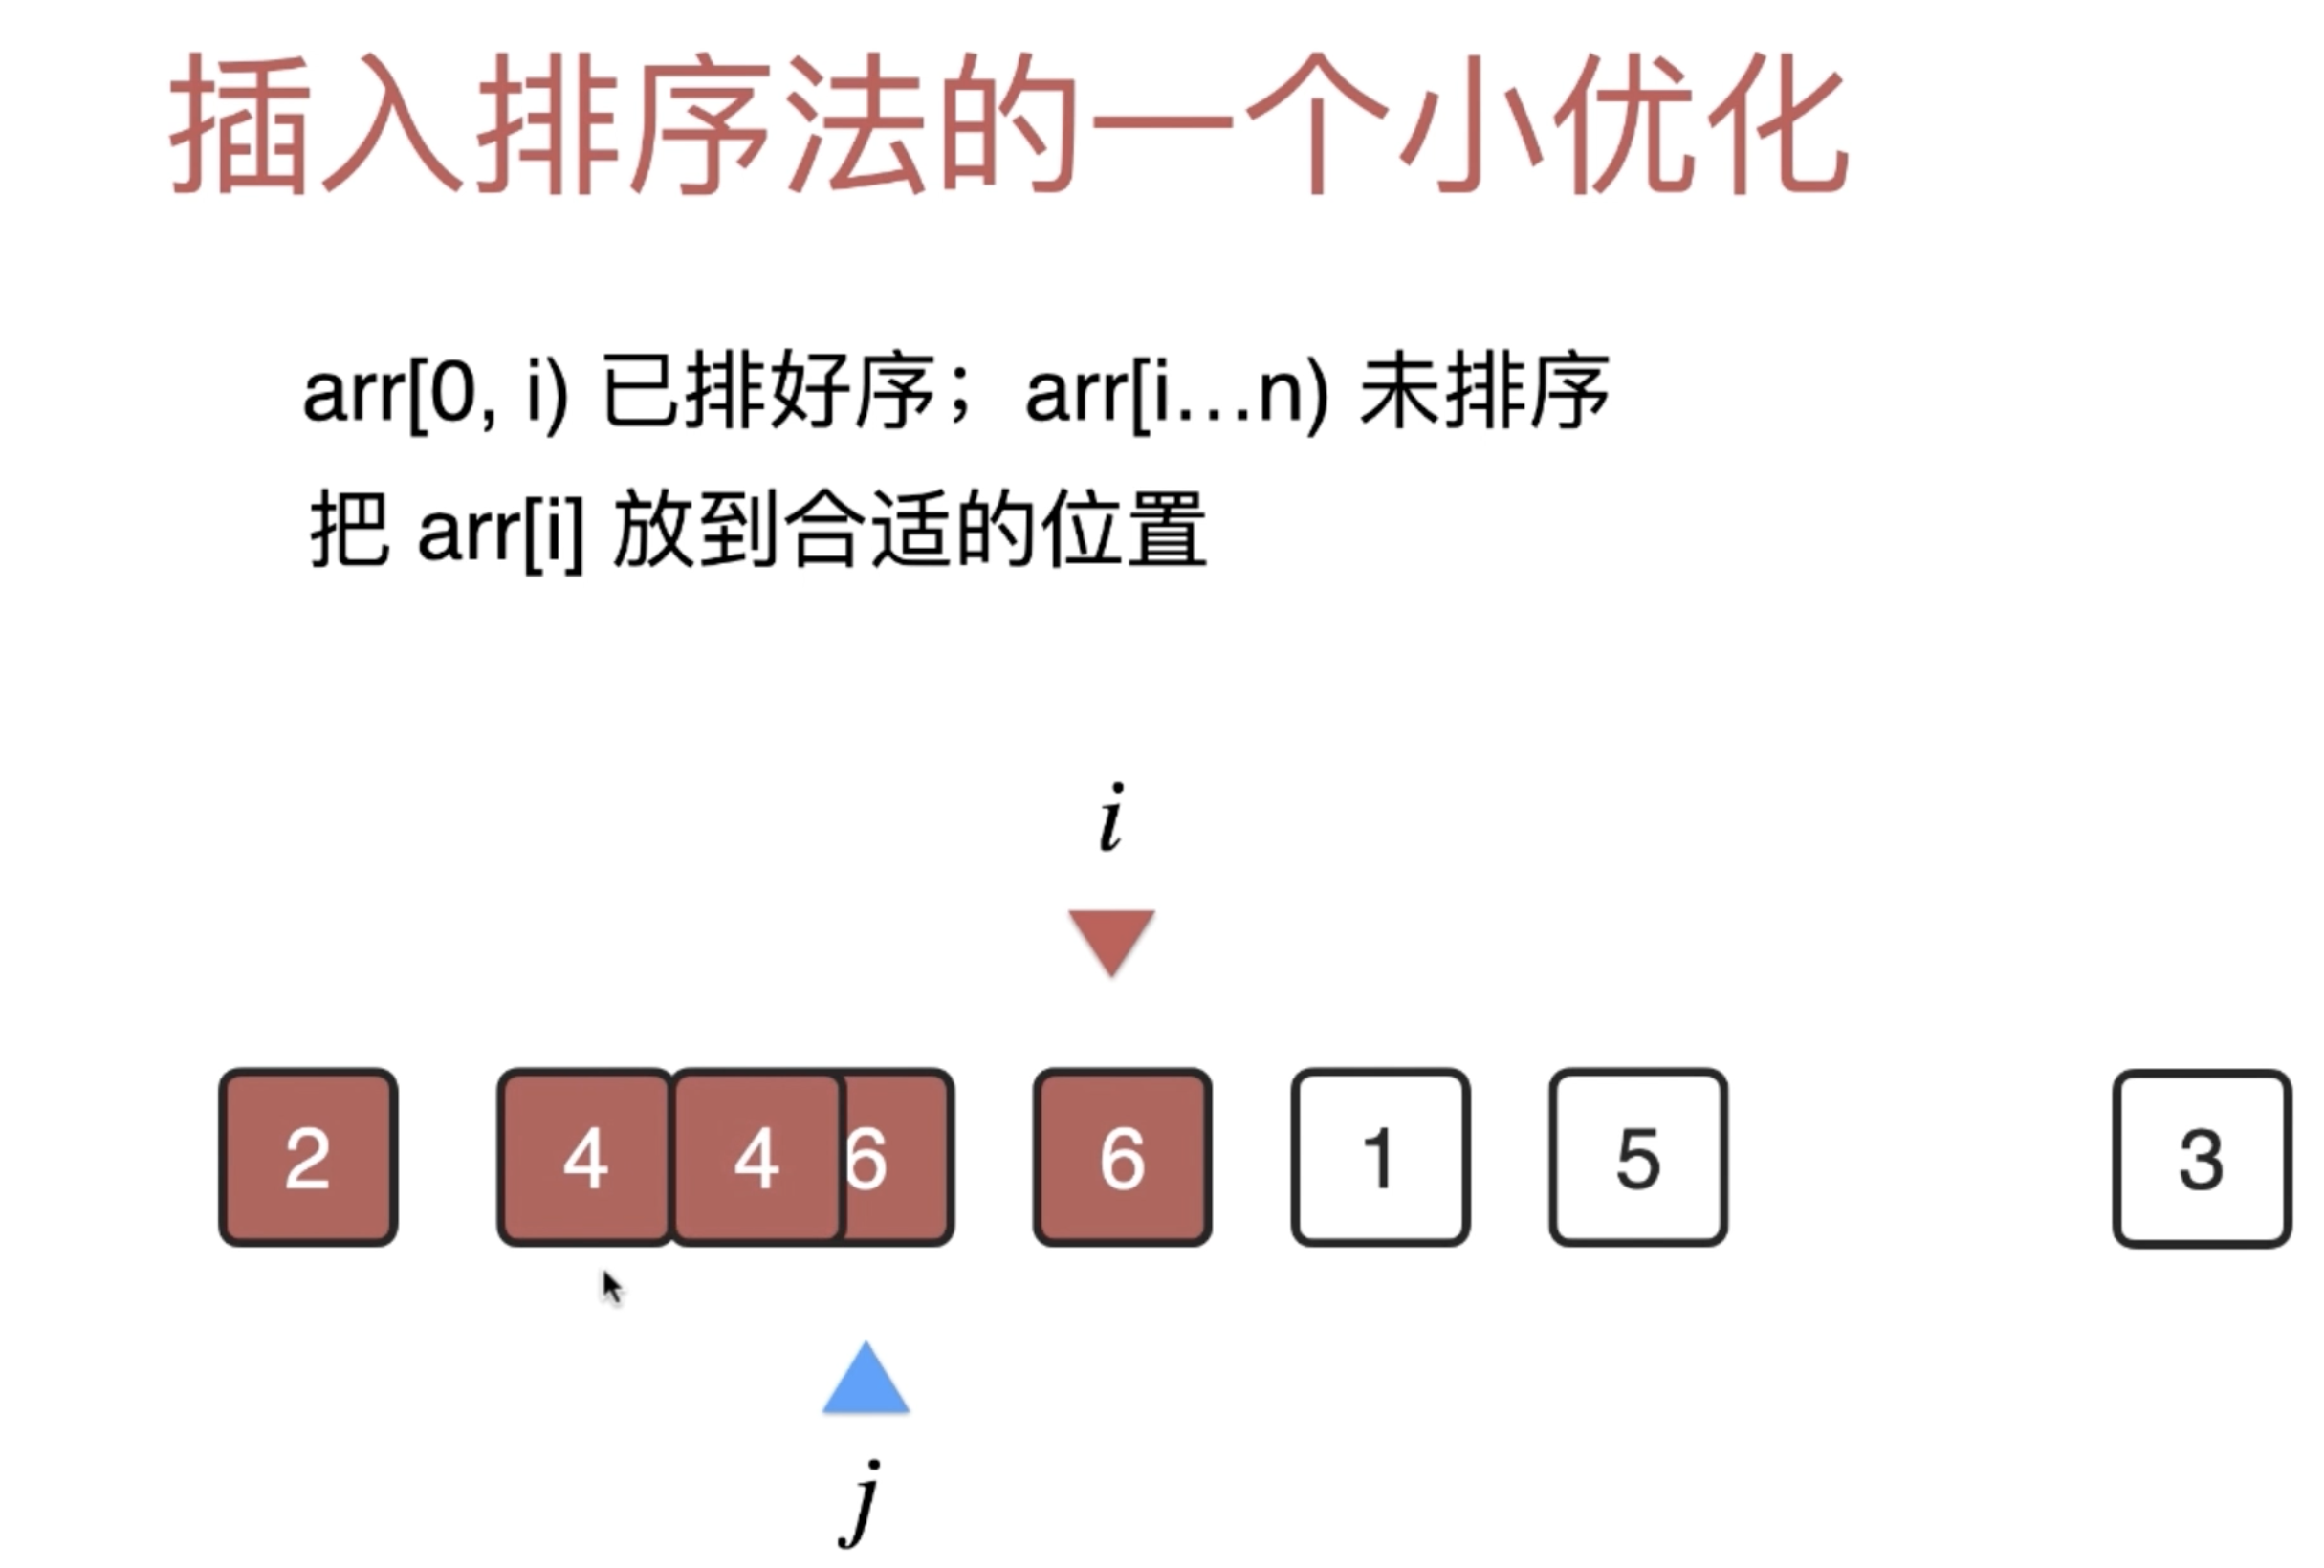 插入排序法的一个小优化
arr[0, i) 已排好序；arr[i...n) 未排序
把 arr[i] 放到合适的位置
i
2 4 4 6 6 1 5 3
j